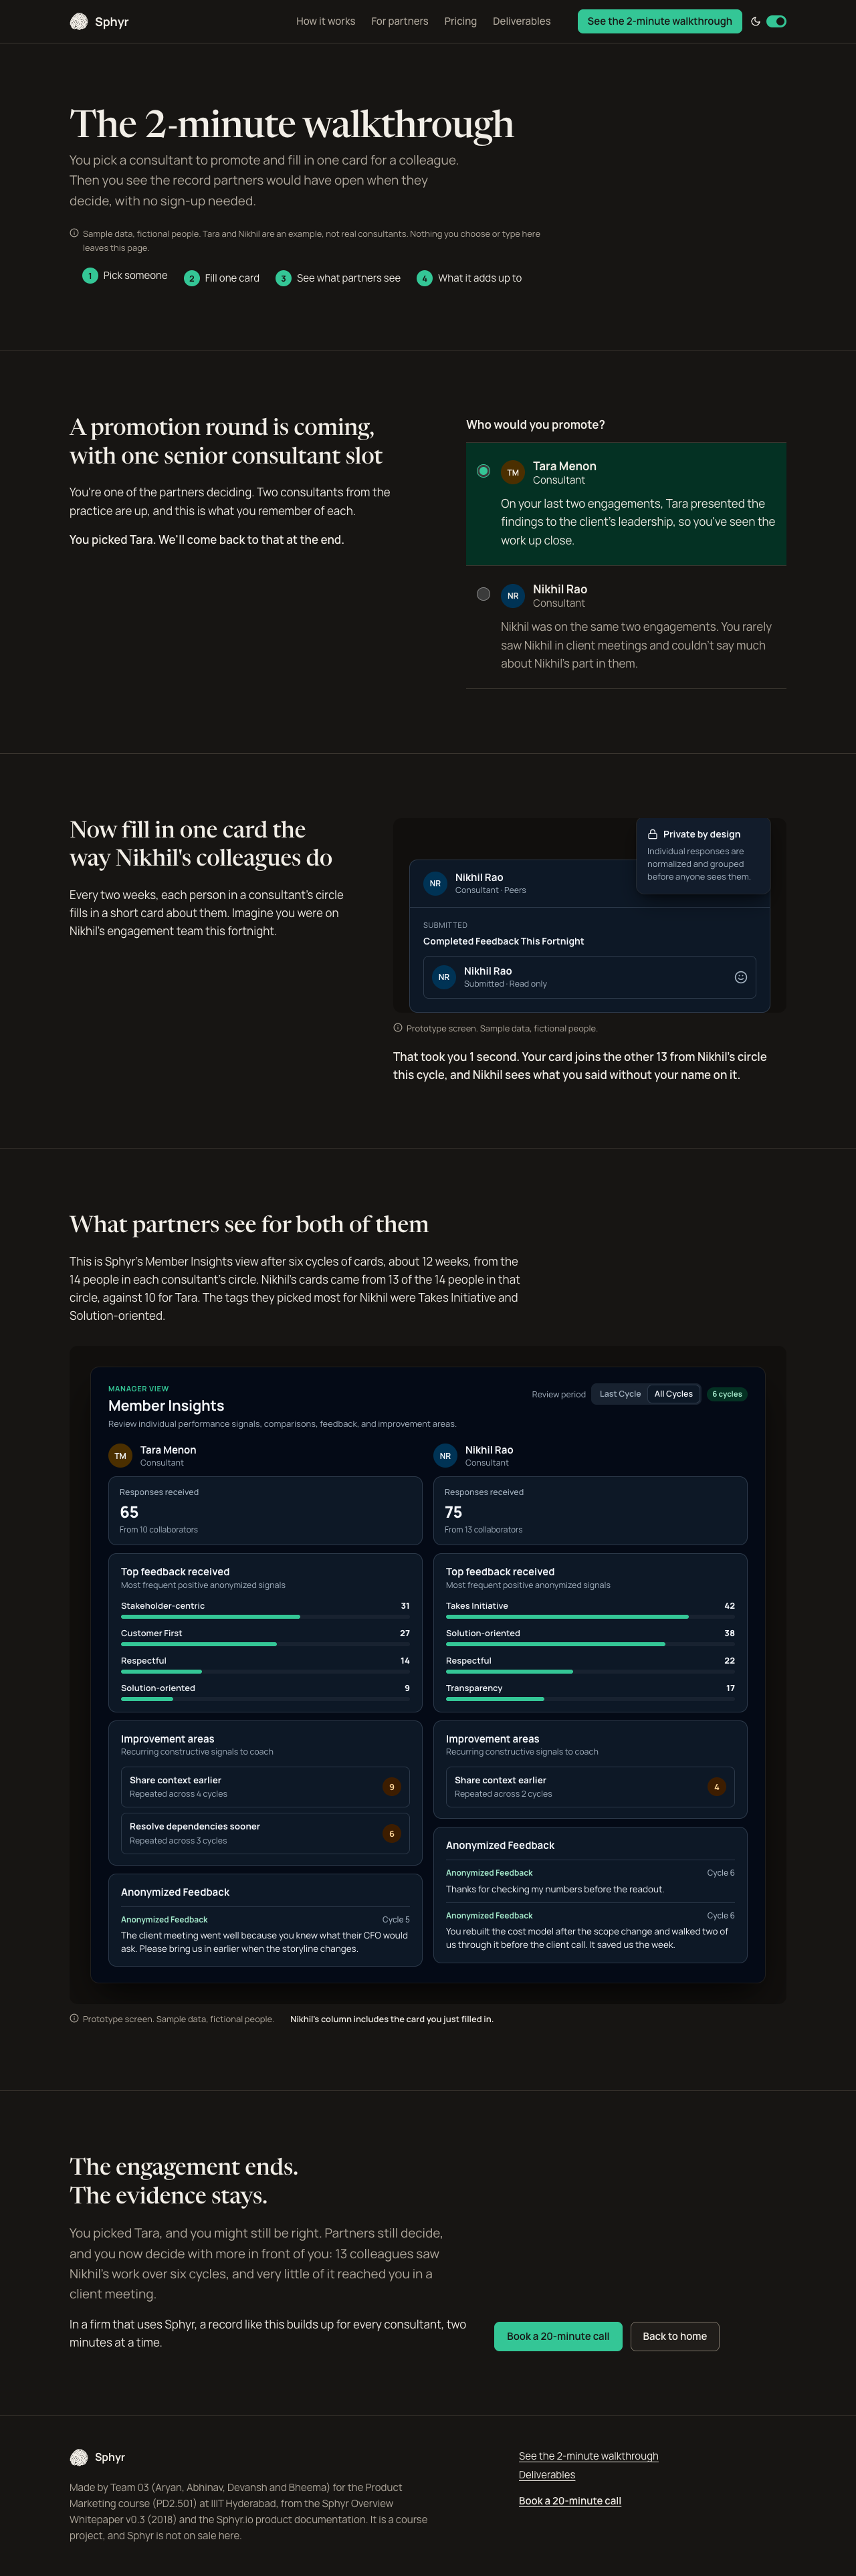 Sphyr
How it works
For partners
Pricing
Deliverables
See the 2-minute walkthrough
The 2-minute walkthrough
You pick a consultant to promote and fill in one card for a colleague.
Then you see the record partners would have open when they
decide, with no sign-up needed.
Sample data, fictional people. Tara and Nikhil are an example, not real consultants. Nothing you choose or type here
leaves this page.
1 Pick someone
2 Fill one card
3 See what partners see
4 What it adds up to
A promotion round is coming,
with one senior consultant slot
You're one of the partners deciding. Two consultants from the
practice are up, and this is what you remember of each.
You picked Tara. We'll come back to that at the end.
Who would you promote?
TM
Tara Menon
Consultant
On your last two engagements, Tara presented the
findings to the client's leadership, so you've seen the
work up close.
NR
Nikhil Rao
Consultant
Nikhil was on the same two engagements. You rarely
saw Nikhil in client meetings and couldn't say much
about Nikhil's part in them.
Now fill in one card the
way Nikhil's colleagues do
Every two weeks, each person in a consultant's circle
fills in a short card about them. Imagine you were on
Nikhil's engagement team this fortnight.
Private by design
Individual responses are
normalized and grouped
before anyone sees them.
NR
Nikhil Rao
Consultant · Peers
SUBMITTED
Completed Feedback This Fortnight
NR
Nikhil Rao
Submitted · Read only
Prototype screen. Sample data, fictional people.
That took you 1 second. Your card joins the other 13 from Nikhil's circle
this cycle, and Nikhil sees what you said without your name on it.
What partners see for both of them
This is Sphyr's Member Insights view after six cycles of cards, about 12 weeks, from the
14 people in each consultant's circle. Nikhil's cards came from 13 of the 14 people in that
circle, against 10 for Tara. The tags they picked most for Nikhil were Takes Initiative and
Solution-oriented.
MANAGER VIEW
Member Insights
Review individual performance signals, comparisons, feedback, and improvement areas.
Review period
Last Cycle
All Cycles
6 cycles
TM
Tara Menon
Consultant
Responses received
65
From 10 collaborators
Top feedback received
Most frequent positive anonymized signals
Stakeholder-centric 31
Customer First 27
Respectful 14
Solution-oriented 9
Improvement areas
Recurring constructive signals to coach
Share context earlier
Repeated across 4 cycles
9
Resolve dependencies sooner
Repeated across 3 cycles
6
Anonymized Feedback
Anonymized Feedback Cycle 5
The client meeting went well because you knew what their CFO would
ask. Please bring us in earlier when the storyline changes.
NR
Nikhil Rao
Consultant
Responses received
75
From 13 collaborators
Top feedback received
Most frequent positive anonymized signals
Takes Initiative 42
Solution-oriented 38
Respectful 22
Transparency 17
Improvement areas
Recurring constructive signals to coach
Share context earlier
Repeated across 2 cycles
4
Anonymized Feedback
Anonymized Feedback Cycle 6
Thanks for checking my numbers before the readout.
Anonymized Feedback Cycle 6
You rebuilt the cost model after the scope change and walked two of
us through it before the client call. It saved us the week.
Prototype screen. Sample data, fictional people.
Nikhil's column includes the card you just filled in.
The engagement ends.
The evidence stays.
You picked Tara, and you might still be right. Partners still decide,
and you now decide with more in front of you: 13 colleagues saw
Nikhil's work over six cycles, and very little of it reached you in a
client meeting.
In a firm that uses Sphyr, a record like this builds up for every consultant, two
minutes at a time.
Book a 20-minute call
Back to home
Sphyr
Made by Team 03 (Aryan, Abhinav, Devansh and Bheema) for the Product
Marketing course (PD2.501) at IIIT Hyderabad, from the Sphyr Overview
Whitepaper v0.3 (2018) and the Sphyr.io product documentation. It is a course
project, and Sphyr is not on sale here.
See the 2-minute walkthrough
Deliverables
Book a 20-minute call